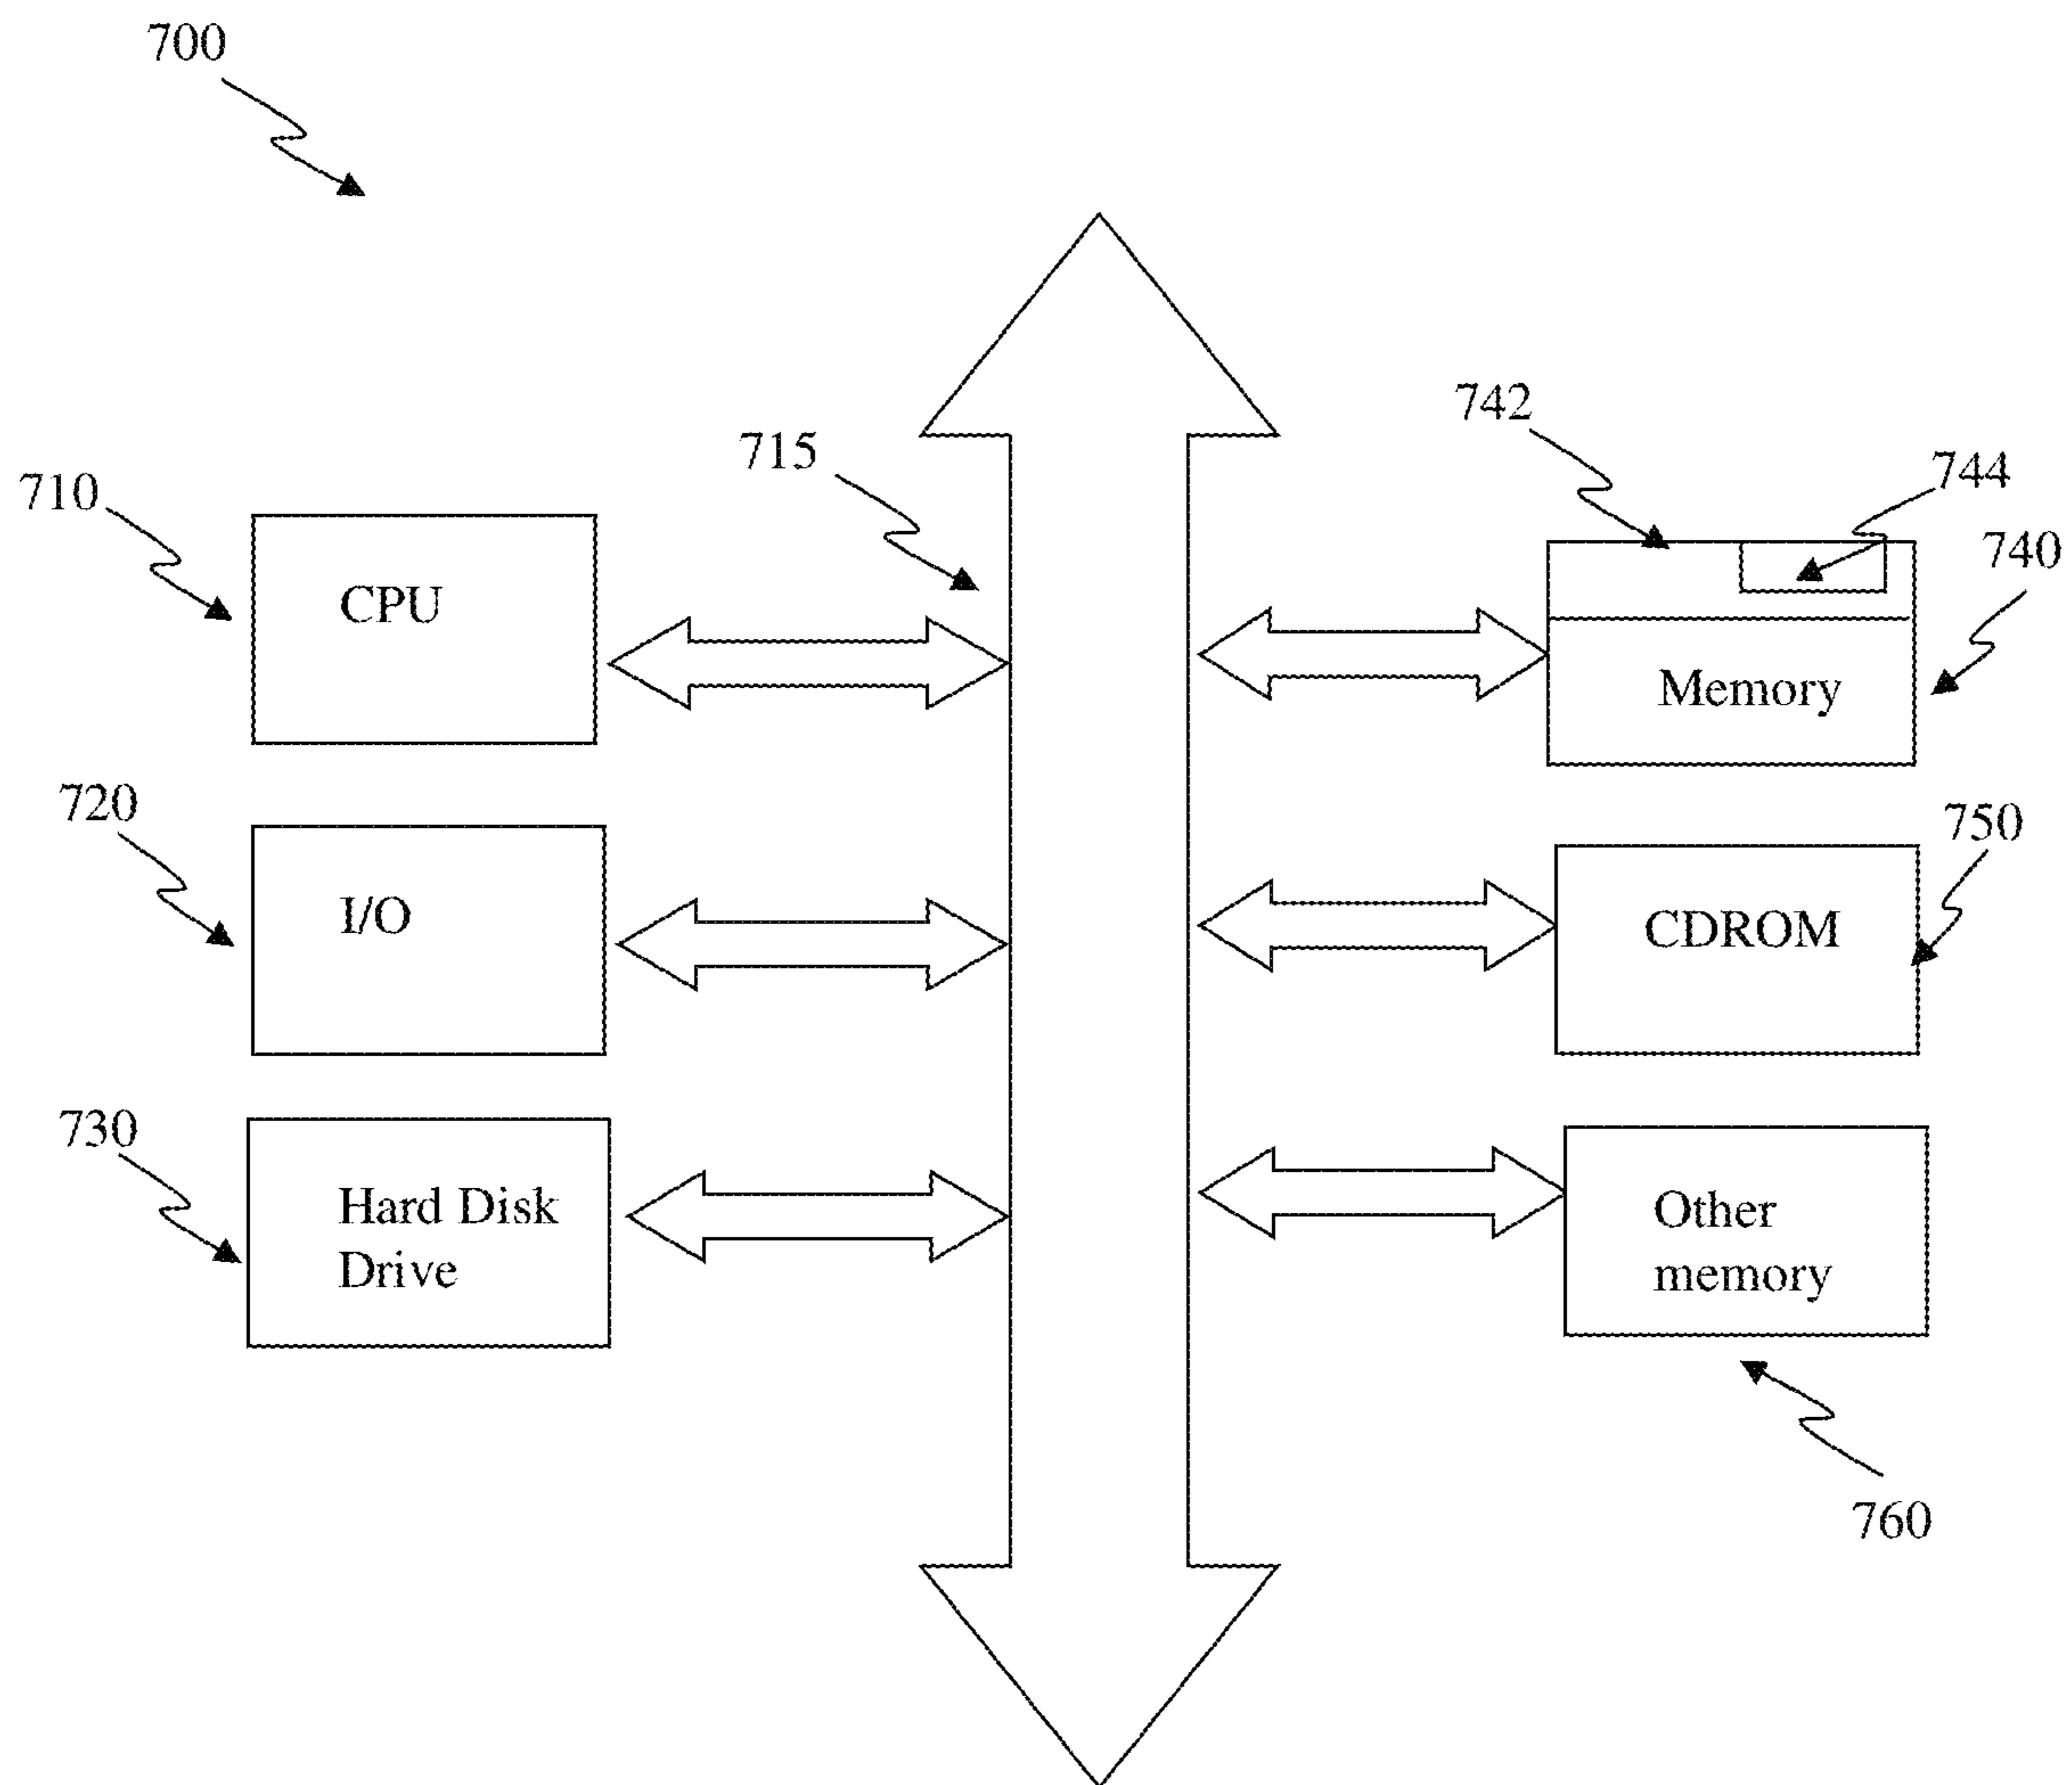 700
742
715
744
710
740
CPU
Memory
720
750
I/O
CDROM
730
Hard Disk
Drive
Other
memory
760